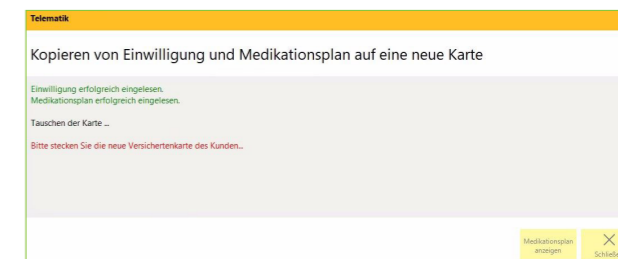 Telematik
Kopieren von Einwilligung und Medikationsplan auf eine neue Karte
Einwilligung erfolgreich eingelesen.
Medikationsplan erfolgreich eingelesen.
Tauschen der Karte ...
Bitte stecken Sie die neue Versichertenkarte des Kunden...
Medikationsplan
anzeigen
Schließe